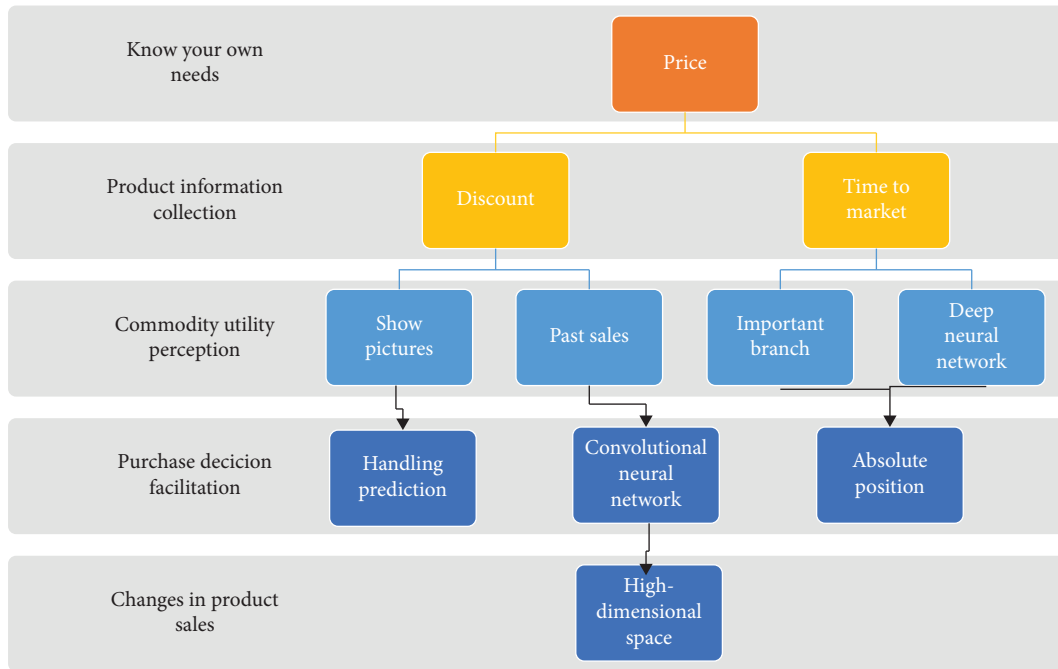 Know your own
needs
Price
Product information
collection
Discount
Time to
market
Commodity utility
perception
Show
pictures
Past sales
Important
branch
Deep
neural
network
Purchase decicion
facilitation
Handling
prediction
Convolutional
neural
network
Absolute
position
Changes in product
sales
High-
dimensional
space